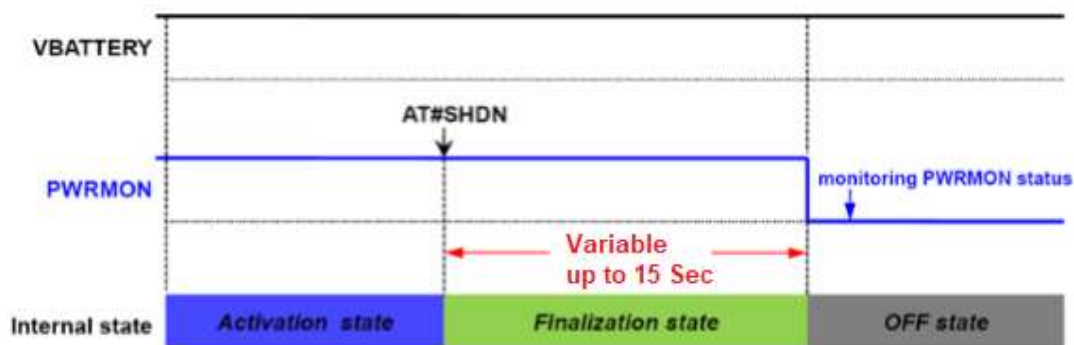 VBATTERY
AT#SHDN
PWRMON
monitoring PWRMON status
Variable
up to 15 Sec
Internal state
Activation state
Finalization state
OFF state